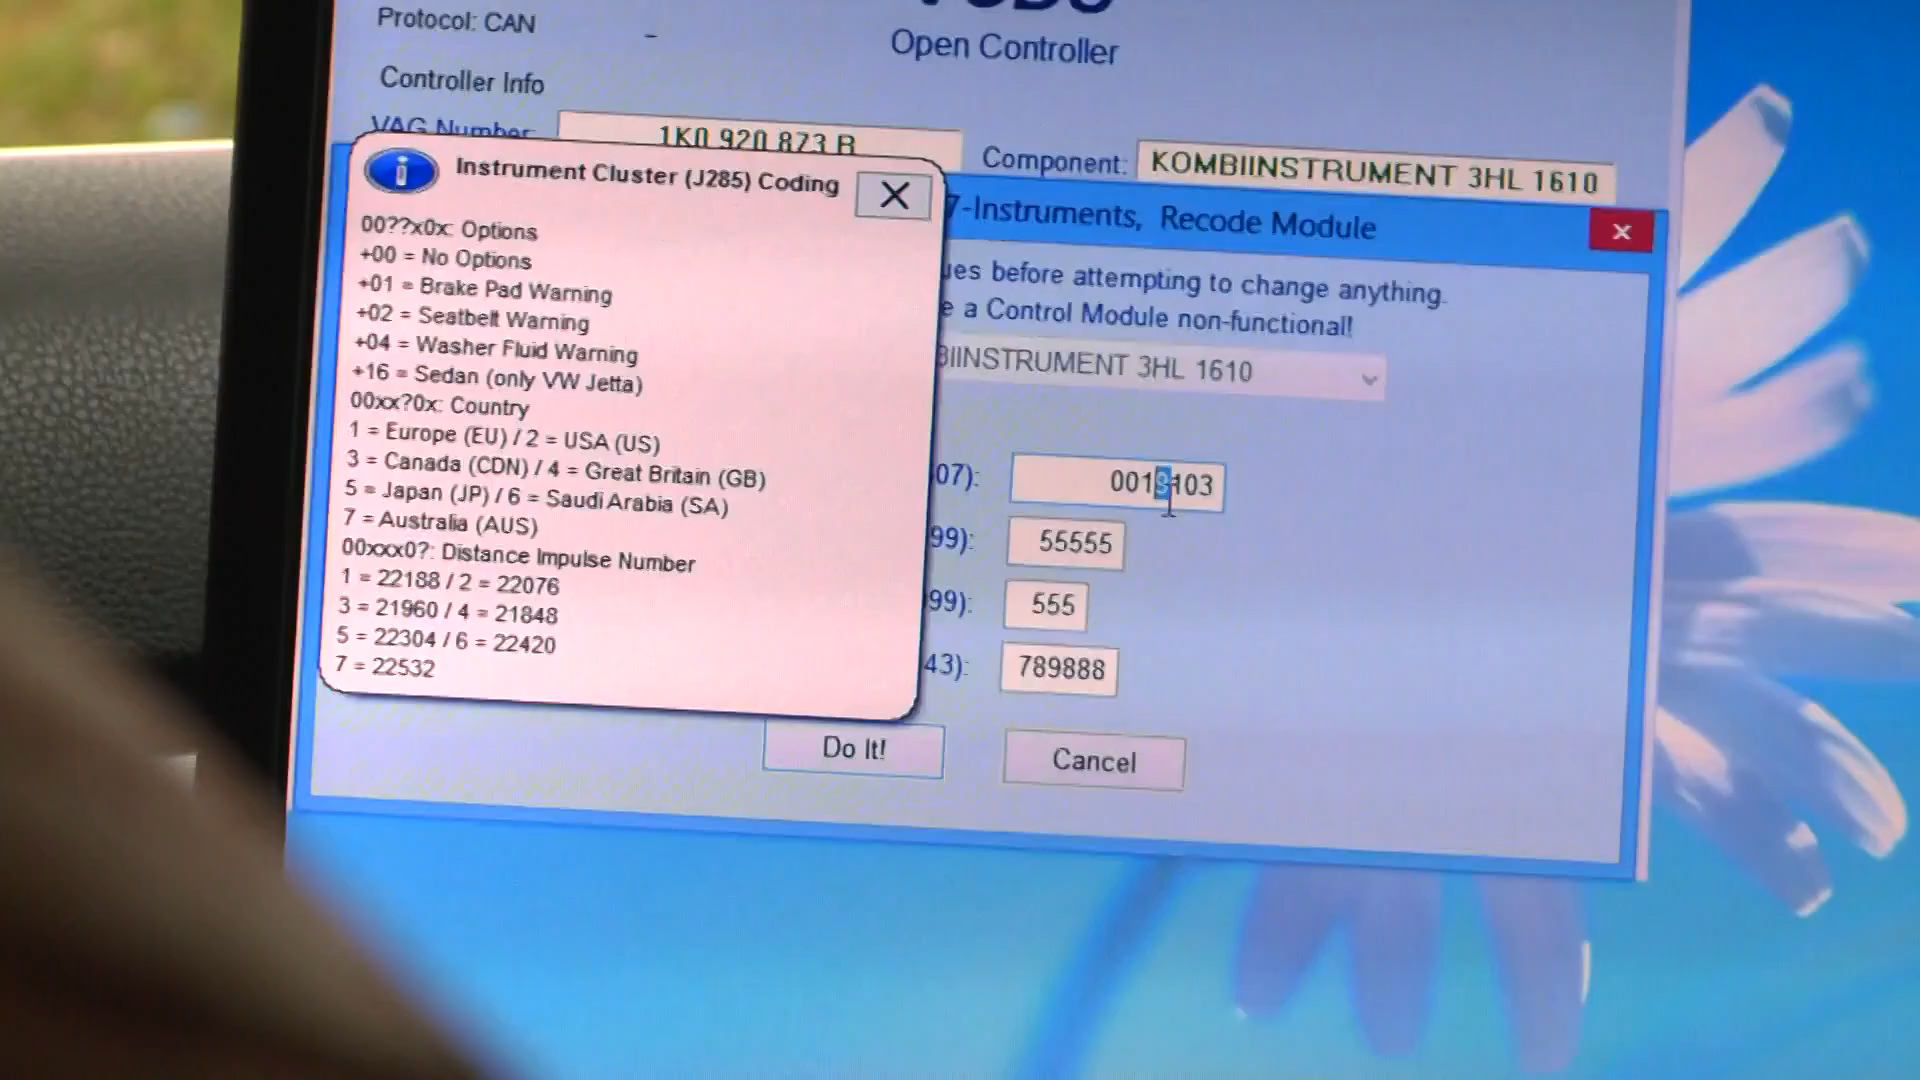 Protocol: CAN
Open Controller
Controller Info
VAG Number:
1K0 920 873 B
Component:
KOMBIINSTRUMENT 3HL 1610
Instrument Cluster (J285) Coding
00??x0x: Options
+00 = No Options
+01 = Brake Pad Warning
+02 = Seatbelt Warning
+04 = Washer Fluid Warning
+16 = Sedan (only VW Jetta)
00xx?0x: Country
1 = Europe (EU) / 2 = USA (US)
3 = Canada (CDN) / 4 = Great Britain (GB)
5 = Japan (JP) / 6 = Saudi Arabia (SA)
7 = Australia (AUS)
00xxx0?: Distance Impulse Number
1 = 22188 / 2 = 22076
3 = 21960 / 4 = 21848
5 = 22304 / 6 = 22420
7 = 22532
7-Instruments, Recode Module
ues before attempting to change anything.
e a Control Module non-functional!
BIINSTRUMENT 3HL 1610
07):
99):
55555
99):
555
43):
789888
Do It!
Cancel